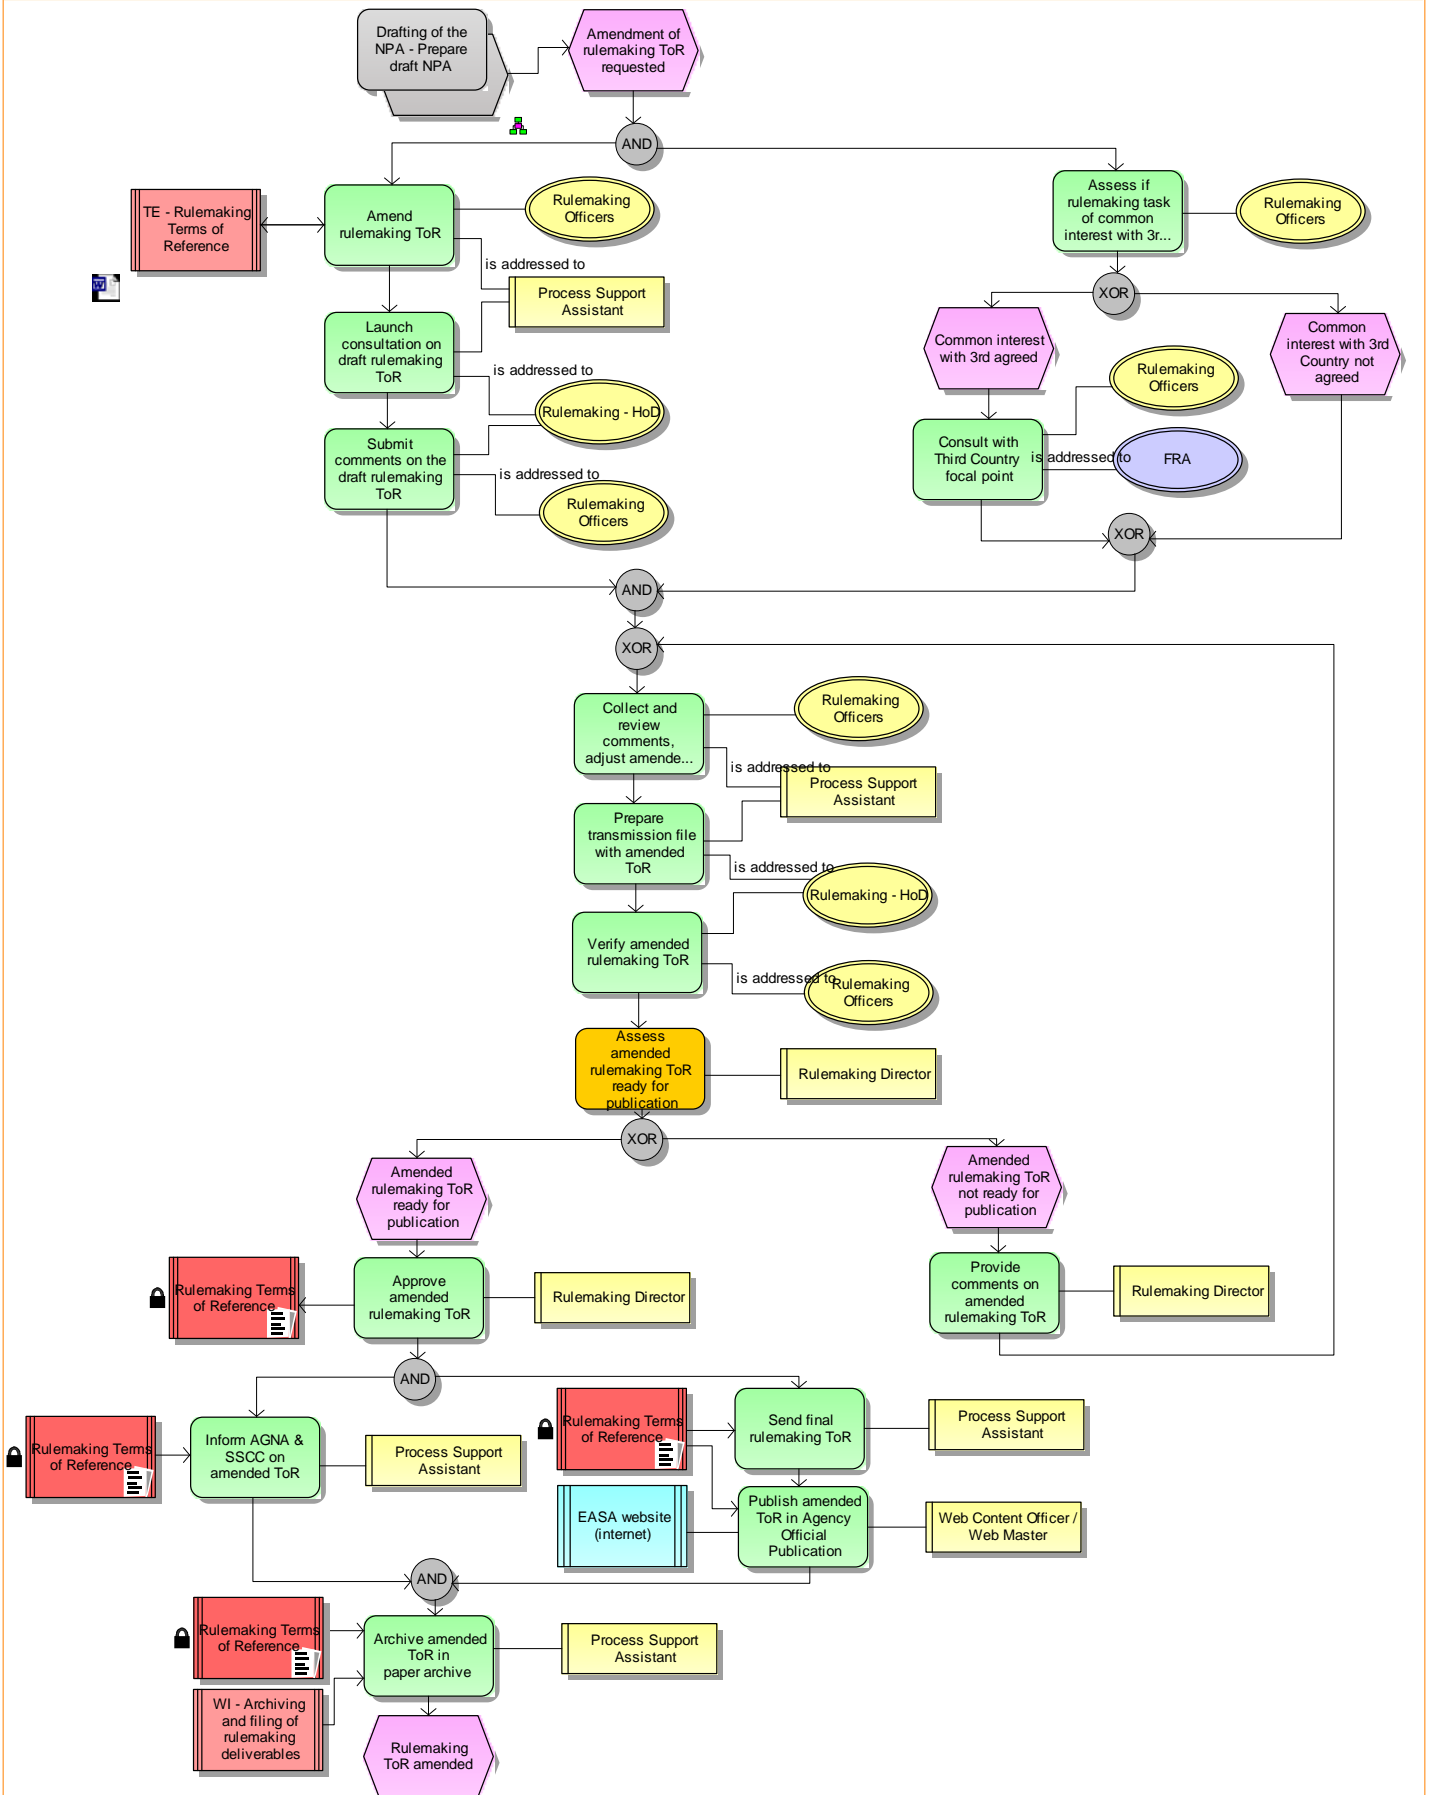 Drafting of the
NPA - Prepare
draft NPA
Amendment of
rulemaking ToR
requested
AND
TE - Rulemaking
Terms of
Reference
Amend
rulemaking ToR
Rulemaking
Officers
is addressed to
Process Support
Assistant
Assess if
rulemaking task
of common
interest with 3r...
Rulemaking
Officers
XOR
Launch
consultation on
draft rulemaking
ToR
is addressed to
Rulemaking - HoD
Common interest
with 3rd agreed
Common
interest with 3rd
Country not
agreed
Rulemaking
Officers
Submit
comments on the
draft rulemaking
ToR
is addressed to
Rulemaking
Officers
Consult with
Third Country
focal point
is addressed to
FRA
XOR
AND
XOR
Collect and
review
comments,
adjust amende...
Rulemaking
Officers
is addressed to
Process Support
Assistant
Prepare
transmission file
with amended
ToR
is addressed to
Rulemaking - HoD
Verify amended
rulemaking ToR
is addressed to
Rulemaking
Officers
Assess
amended
rulemaking ToR
ready for
publication
Rulemaking Director
XOR
Amended
rulemaking ToR
ready for
publication
Amended
rulemaking ToR
not ready for
publication
Rulemaking Terms
of Reference
Approve
amended
rulemaking ToR
Rulemaking Director
Provide
comments on
amended
rulemaking ToR
Rulemaking Director
AND
Rulemaking Terms
of Reference
Inform AGNA &
SSCC on
amended ToR
Process Support
Assistant
Rulemaking Terms
of Reference
Send final
rulemaking ToR
Process Support
Assistant
EASA website
(internet)
Publish amended
ToR in Agency
Official
Publication
Web Content Officer /
Web Master
AND
Rulemaking Terms
of Reference
Archive amended
ToR in
paper archive
Process Support
Assistant
WI - Archiving
and filing of
rulemaking
deliverables
Rulemaking
ToR amended